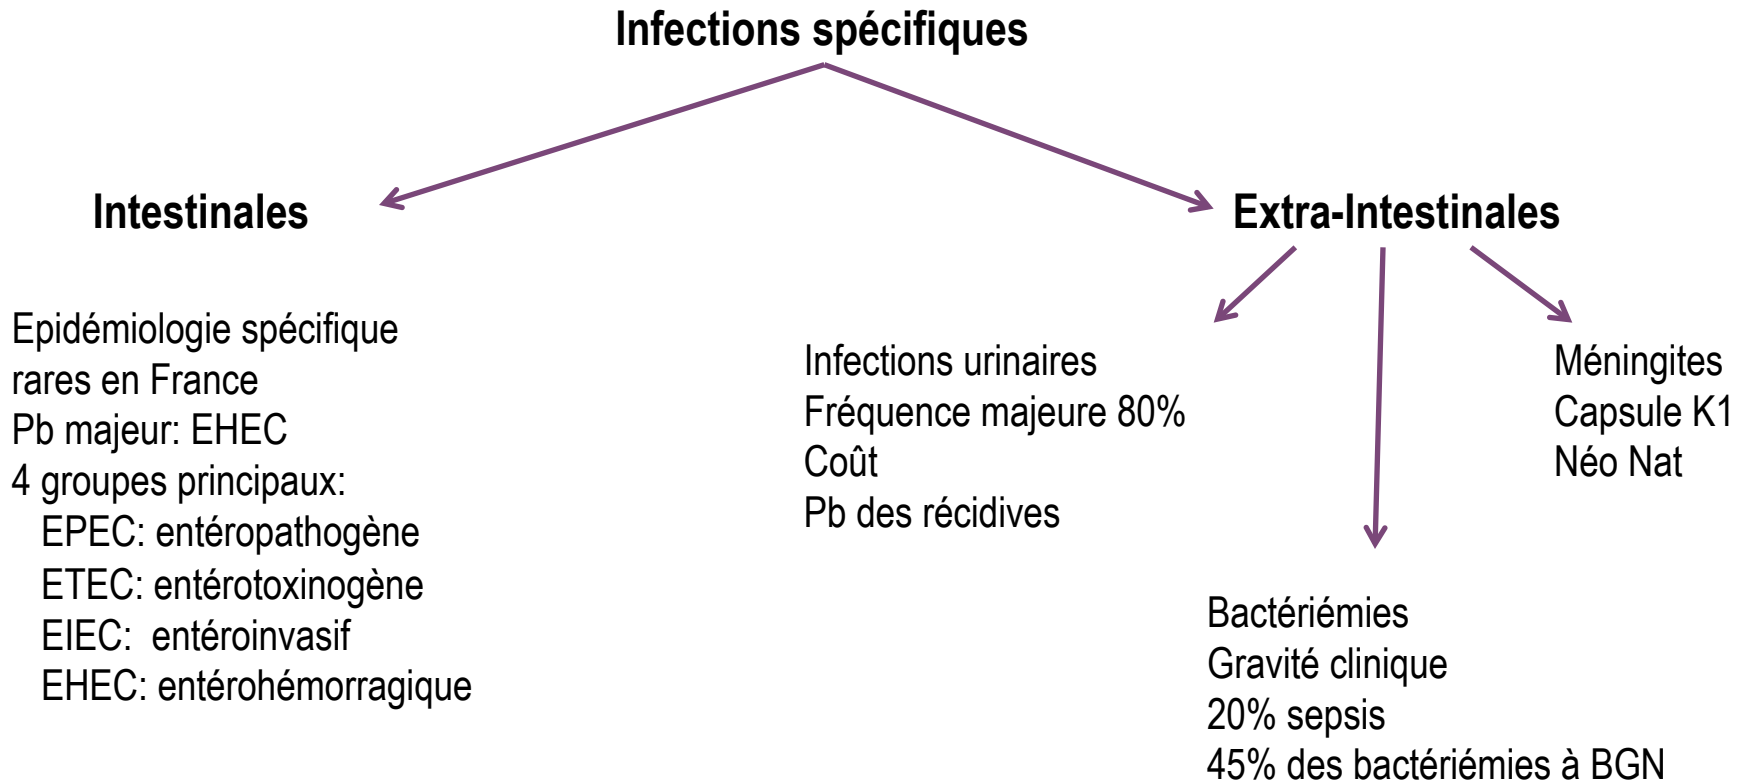 Infections spécifiques
Intestinales
Epidémiologie spécifique
rares en France
Pb majeur: EHEC
4 groupes principaux:
EPEC: entéropathogène
ETEC: entérotoxinogène
EIEC: entéroinvasif
EHEC: entérohémorragique
Extra-Intestinales
Infections urinaires
Fréquence majeure 80%
Coût
Pb des récidives
Bactériémies
Gravité clinique
20% sepsis
45% des bactériémies à BGN
Méningites
Capsule K1
Néo Nat